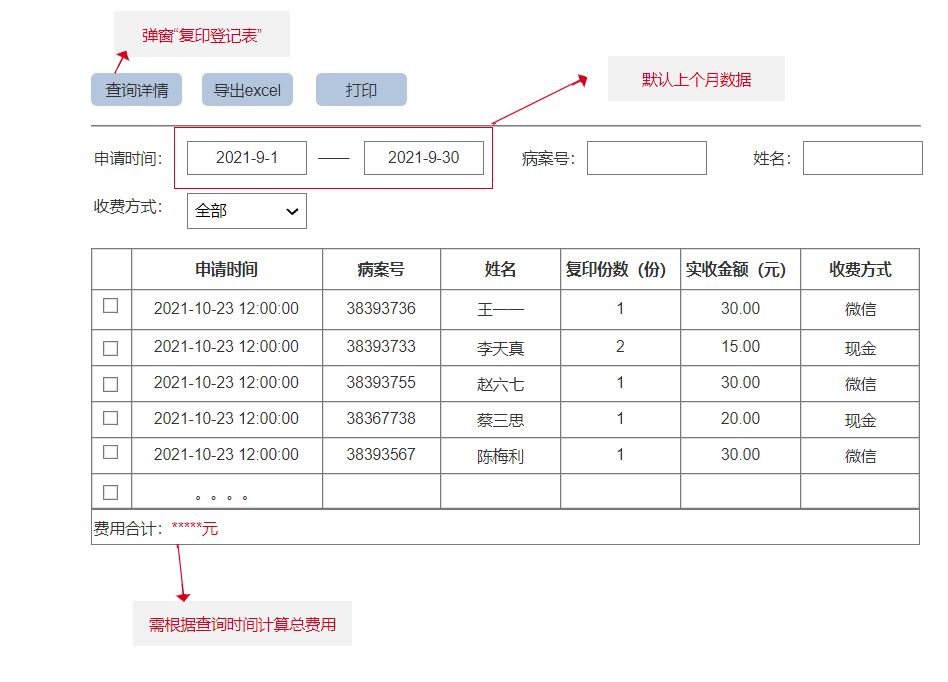 弹窗“复印登记表”
查询详情 导出excel 打印
默认上个月数据
申请时间： 2021-9-1 —— 2021-9-30 病案号： 姓名：
收费方式： 全部
申请时间 病案号 姓名 复印份数（份） 实收金额（元） 收费方式
2021-10-23 12:00:00 38393736 王一一 1 30.00 微信
2021-10-23 12:00:00 38393733 李天真 2 15.00 现金
2021-10-23 12:00:00 38393755 赵六七 1 30.00 微信
2021-10-23 12:00:00 38367738 蔡三思 1 20.00 现金
2021-10-23 12:00:00 38393567 陈梅利 1 30.00 微信
。。。。
费用合计：*****元
需根据查询时间计算总费用